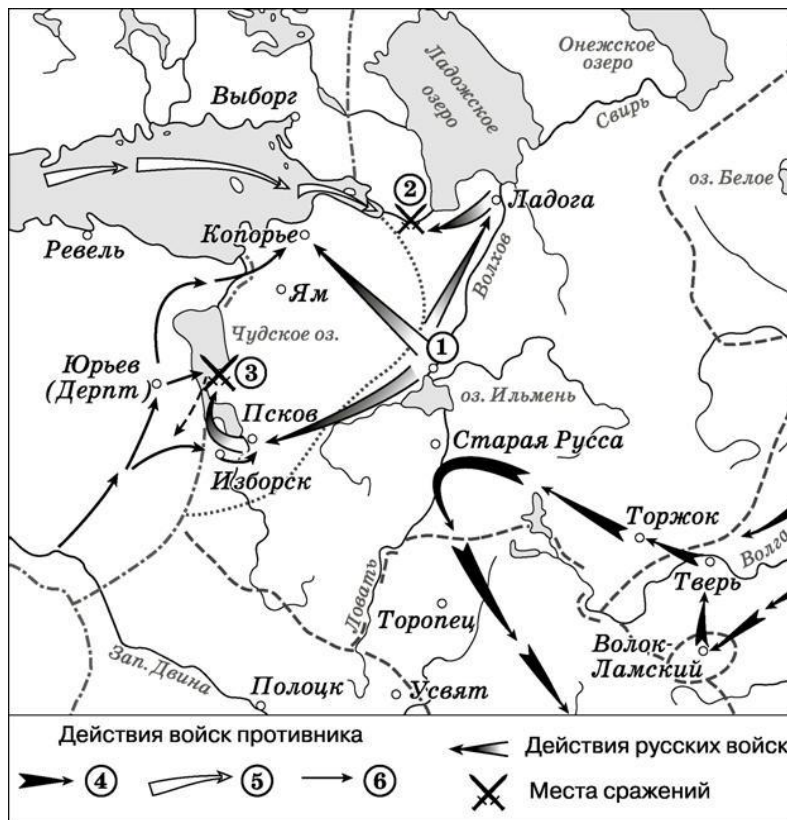 Онежское
озеро
Ладожское
озеро
Выборг
Свирь
2
оз. Белое
Ладога
Ревель
Копорье
Волхов
Ям
Чудское оз.
1
Юрьев
(Дерпт)
3
оз. Ильмень
Псков
Старая Русса
Изборск
Торжок
Волга
Тверь
Ловать
Торопец
Волок-
Ламский
Зап. Двина
Полоцк
Усвят
Действия войск противника
4
5
6
Действия русских войск
Места сражений